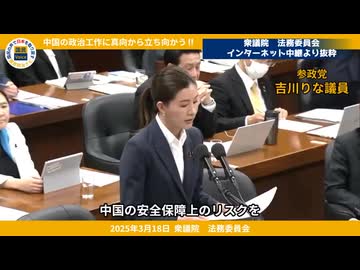 中国の政治工作に真向から立ち向かう!!
衆議院 法務委員会
インターネット中継より抜粋
参政党
吉川りな議員
中国の安全保障上のリスクを
2025年3月18日 衆議院 法務委員会